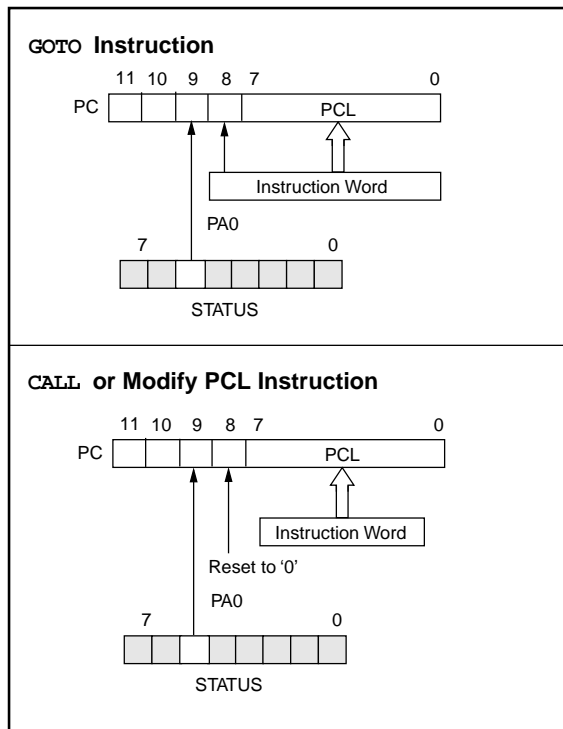 GOTO Instruction
11 10 9 8 7 0
PC PCL
Instruction Word
PA0
7 0
STATUS
CALL or Modify PCL Instruction
11 10 9 8 7 0
PC PCL
Instruction Word
Reset to ‘0’
PA0
7 0
STATUS